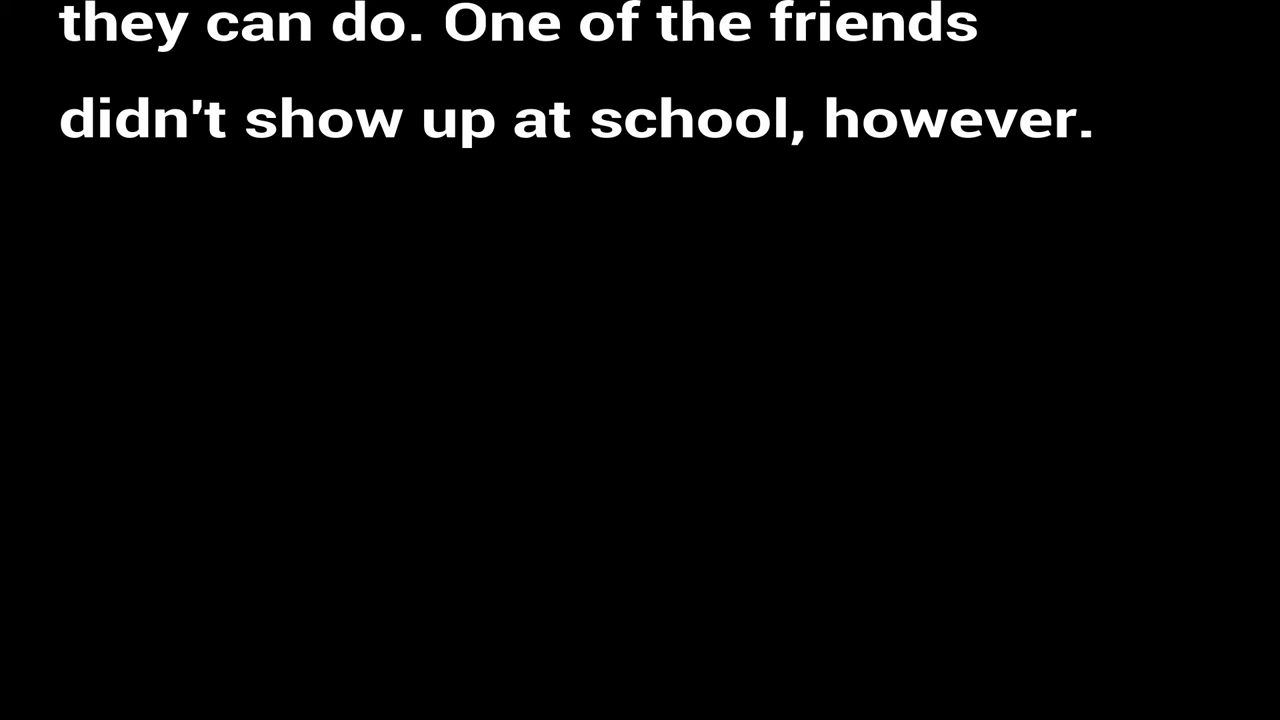 they can do. One of the friends
didn't show up at school, however.